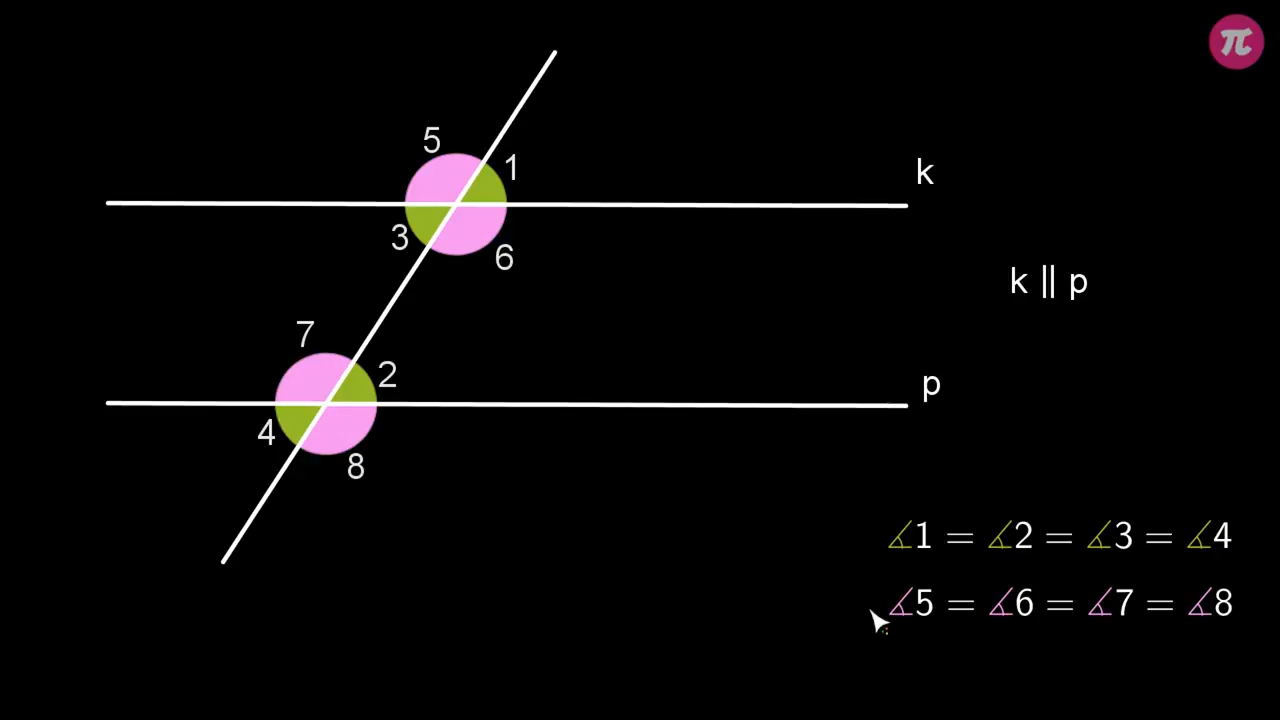 5
1
k
3
6
k || p
7
2
p
4
8
∡1 = ∡2 = ∡3 = ∡4
∡5 = ∡6 = ∡7 = ∡8
π